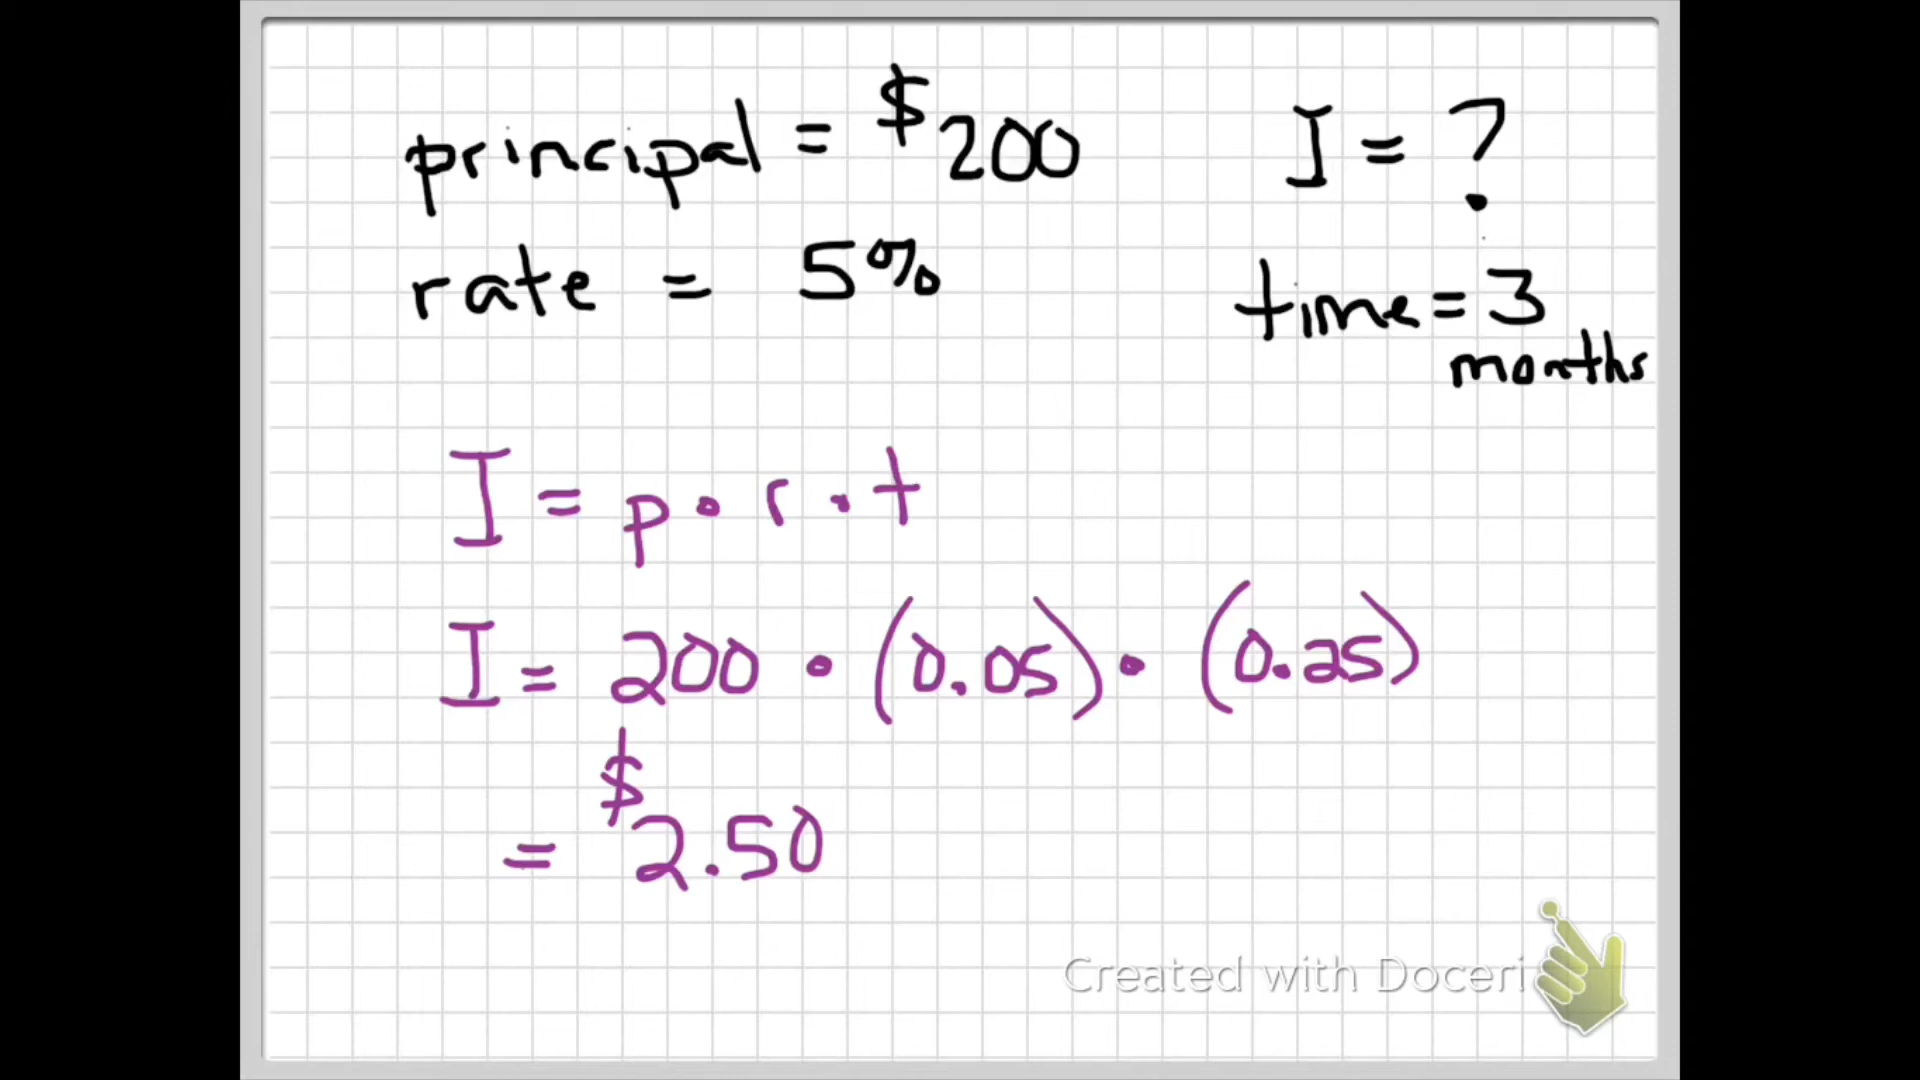 principal = $200
I = ?
rate = 5%
time = 3
months
I = p • r • t
I = 200 • (0.05) • (0.25)
= $2.50
Created with Doceri